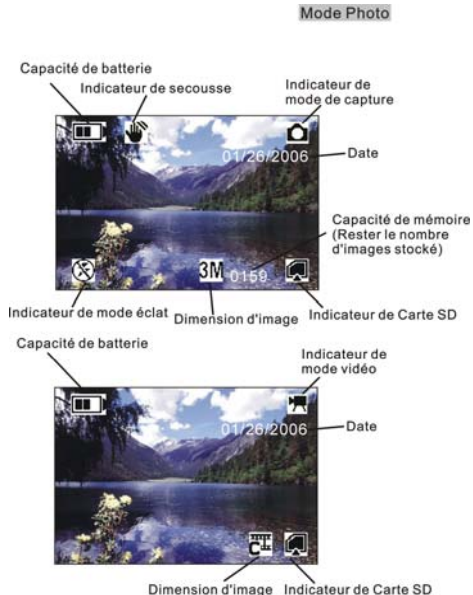 Mode Photo
Capacité de batterie
Indicateur de secousse
Indicateur de
mode de capture
01/26/2006
Date
Capacité de mémoire
(Rester le nombre
d'images stocké)
3M
0159
Indicateur de mode éclat
Dimension d'image
Indicateur de Carte SD
Capacité de batterie
Indicateur de
mode vidéo
01/26/2006
Date
Dimension d'image
Indicateur de Carte SD